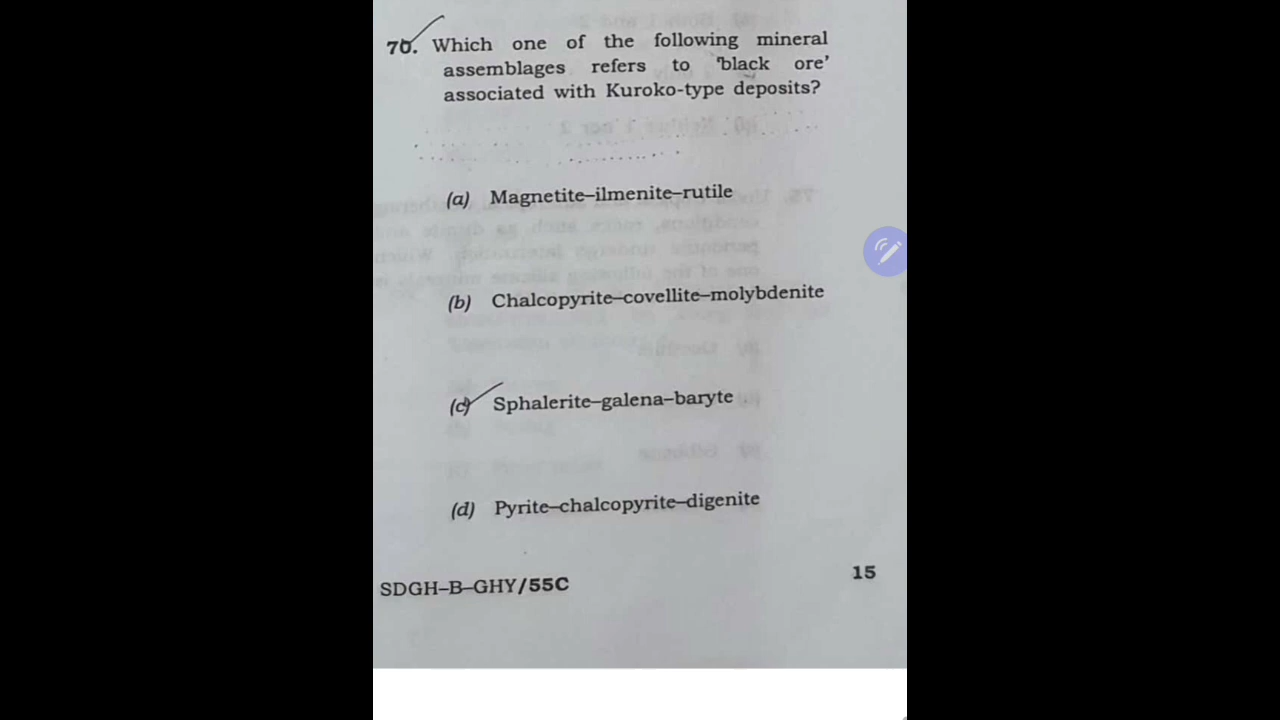 70. Which one of the following mineral
assemblages refers to 'black ore'
associated with Kuroko-type deposits?
(a) Magnetite–ilmenite–rutile
(b) Chalcopyrite–covellite–molybdenite
(c) Sphalerite–galena–baryte
(d) Pyrite–chalcopyrite–digenite
SDGH–B–GHY/55C
15